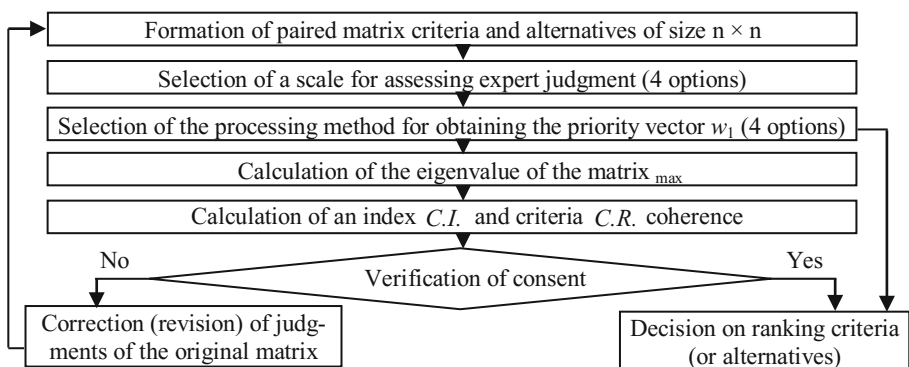 Formation of paired matrix criteria and alternatives of size n × n
Selection of a scale for assessing expert judgment (4 options)
Selection of the processing method for obtaining the priority vector w₁ (4 options)
Calculation of the eigenvalue of the matrix max
Calculation of an index C.I. and criteria C.R. coherence
No
Verification of consent
Yes
Correction (revision) of judg-
ments of the original matrix
Decision on ranking criteria
(or alternatives)